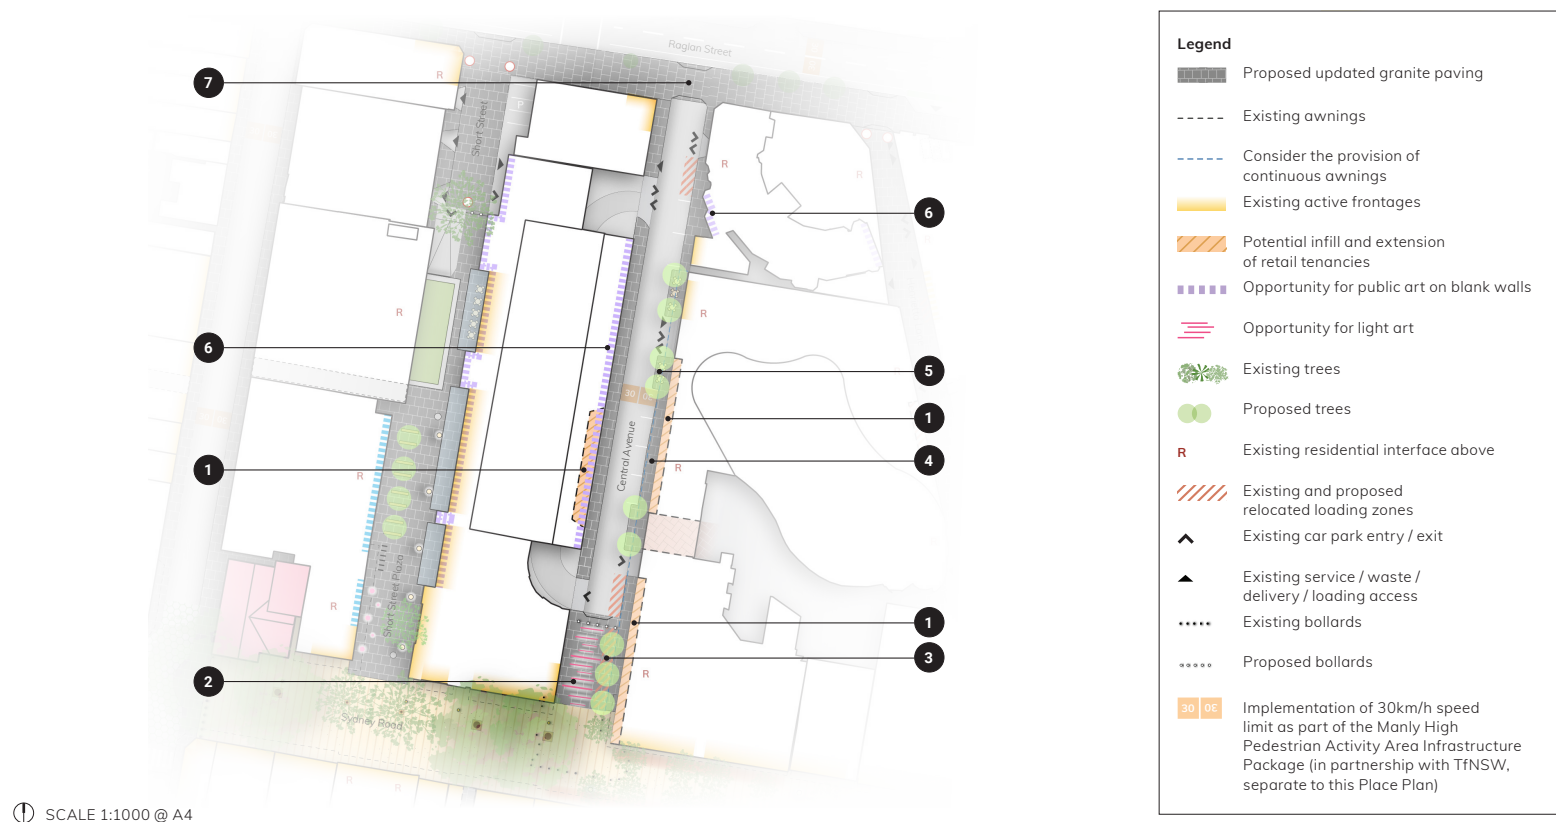 Raglan Street
7
R
Short Street
P
R
R
6
R
R
6
5
30 30
1
Central Avenue
4
1
R
R
Short Street Plaza
R
1
3
R
2
Sydney Road
R
R
SCALE 1:1000 @ A4
Legend
Proposed updated granite paving
Existing awnings
Consider the provision of
continuous awnings
Existing active frontages
Potential infill and extension
of retail tenancies
Opportunity for public art on blank walls
Opportunity for light art
Existing trees
Proposed trees
R Existing residential interface above
Existing and proposed
relocated loading zones
Existing car park entry / exit
Existing service / waste /
delivery / loading access
Existing bollards
Proposed bollards
30 30 Implementation of 30km/h speed
limit as part of the Manly High
Pedestrian Activity Area Infrastructure
Package (in partnership with TfNSW,
separate to this Place Plan)